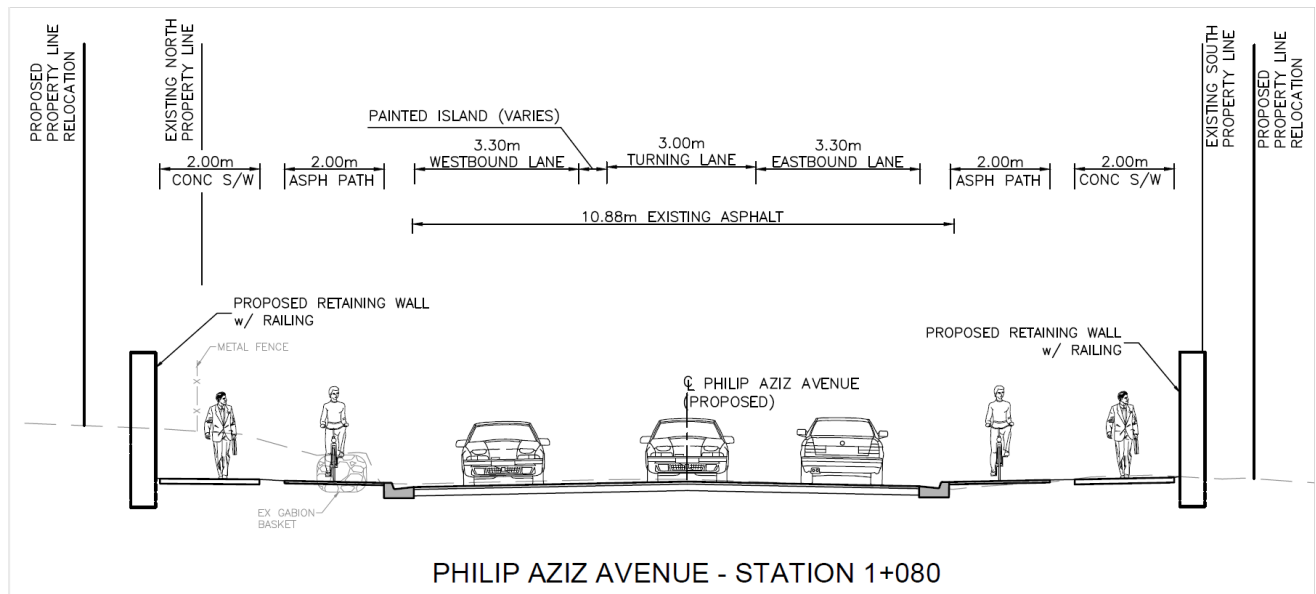 PROPOSED
PROPERTY LINE
RELOCATION
EXISTING NORTH
PROPERTY LINE
EXISTING SOUTH
PROPERTY LINE
PROPOSED
PROPERTY LINE
RELOCATION
PAINTED ISLAND (VARIES)
2.00m
CONC S/W
2.00m
ASPH PATH
3.30m
WESTBOUND LANE
3.00m
TURNING LANE
3.30m
EASTBOUND LANE
2.00m
ASPH PATH
2.00m
CONC S/W
10.88m EXISTING ASPHALT
PROPOSED RETAINING WALL
w/ RAILING
METAL FENCE
X
X
PROPOSED RETAINING WALL
w/ RAILING
℄ PHILIP AZIZ AVENUE
(PROPOSED)
EX GABION
BASKET
PHILIP AZIZ AVENUE - STATION 1+080